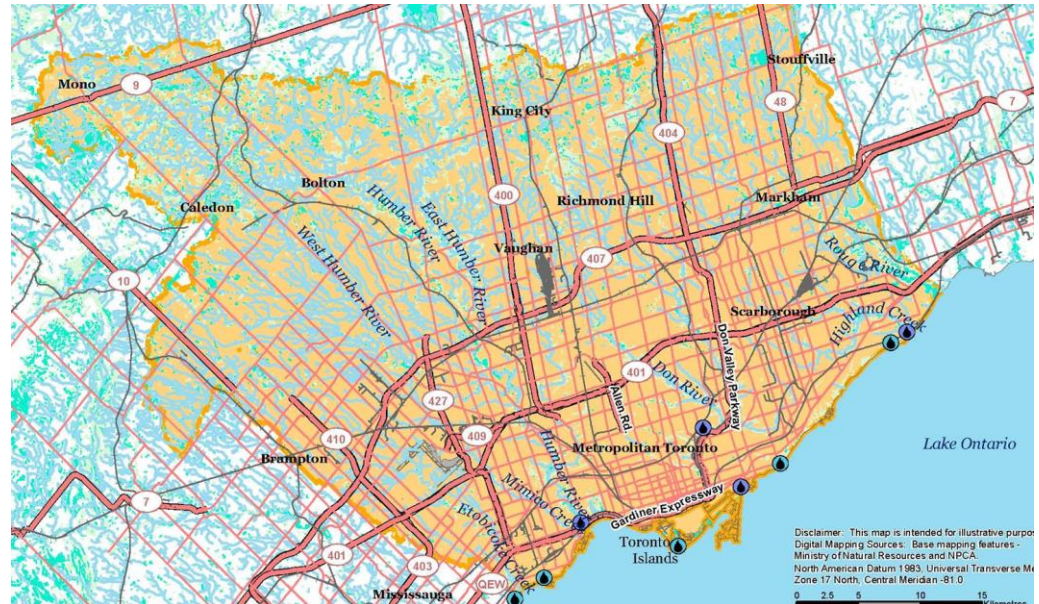 Mono
9
Stouffville
48
7
King City
404
Bolton
400
Richmond Hill
Markham
Caledon
Humber River
East Humber River
West Humber River
Vaughan
407
Rouge River
10
Scarborough
Highland Creek
Don Valley Parkway
401
Don River
Allen Rd.
427
409
410
Metropolitan Toronto
Lake Ontario
Brampton
Humber River
Mimico Creek
7
Gardiner Expressway
Etobicoke Creek
Toronto
Islands
401
403
QEW
Mississauga
Disclaimer: This map is intended for illustrative purpos
Digital Mapping Sources: Base mapping features -
Ministry of Natural Resources and NPCA.
North American Datum 1983, Universal Transverse Me
Zone 17 North, Central Meridian -81.0
0 2.5 5 10 15
Kilometres